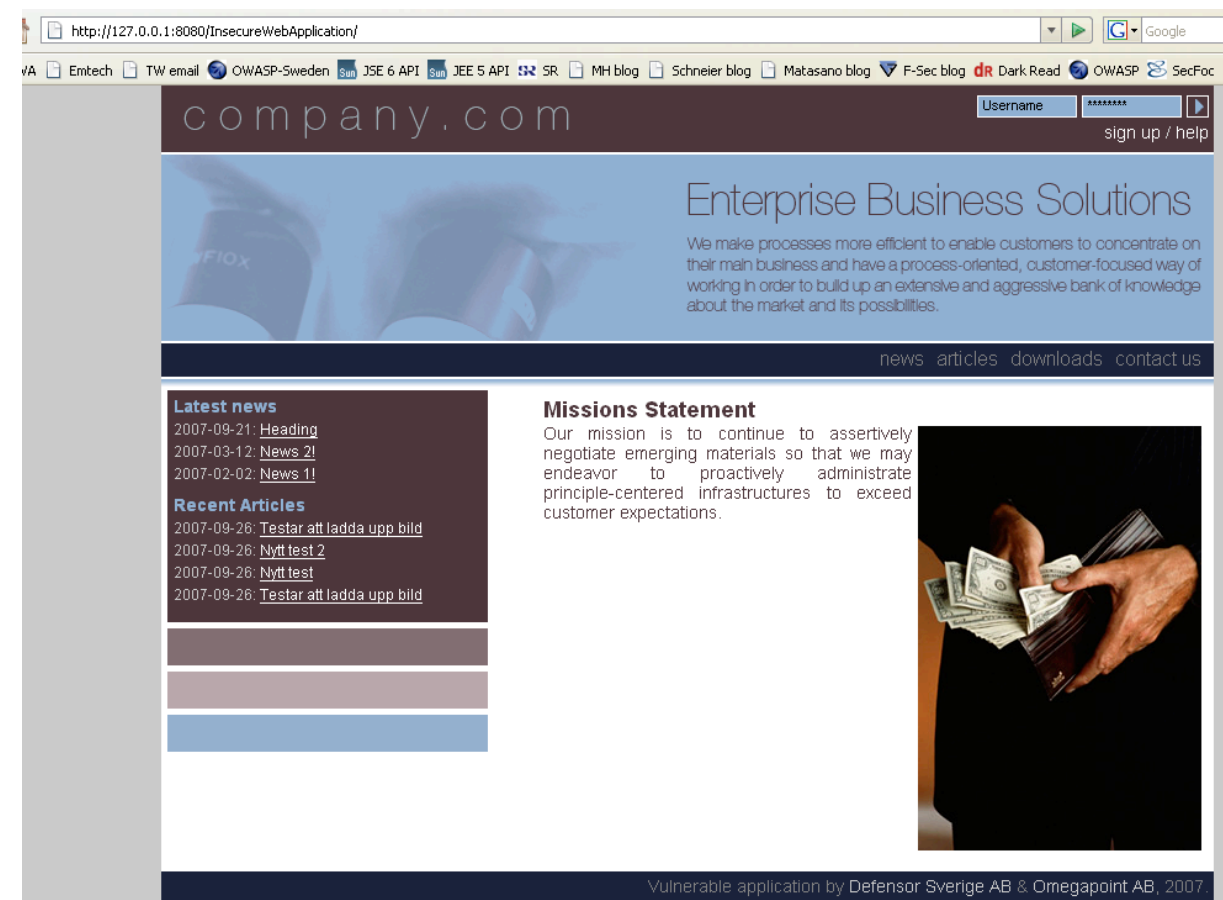 http://127.0.0.1:8080/InsecureWebApplication/
Google
Emtech TW email OWASP-Sweden Sun JSE 6 API Sun JEE 5 API SR SR MH blog Schneier blog Matasano blog F-Sec blog dR Dark Read OWASP SecFoc
company.com
Username ********
sign up / help
FIOX
Enterprise Business Solutions
We make processes more efficient to enable customers to concentrate on
their main business and have a process-oriented, customer-focused way of
working in order to build up an extensive and aggressive bank of knowledge
about the market and its possibilities.
news articles downloads contact us
Latest news
2007-09-21: Heading
2007-03-12: News 2!
2007-02-02: News 1!
Recent Articles
2007-09-26: Testar att ladda upp bild
2007-09-26: Nytt test 2
2007-09-26: Nytt test
2007-09-26: Testar att ladda upp bild
Missions Statement
Our mission is to continue to assertively
negotiate emerging materials so that we may
endeavor to proactively administrate
principle-centered infrastructures to exceed
customer expectations.
Vulnerable application by Defensor Sverige AB & Omegapoint AB, 2007.